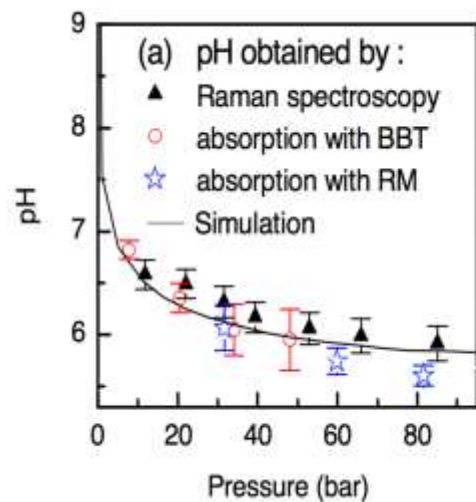 9
(a) pH obtained by :
Raman spectroscopy
8
absorption with BBT
absorption with RM
pH
7
Simulation
6
0 20 40 60 80
Pressure (bar)